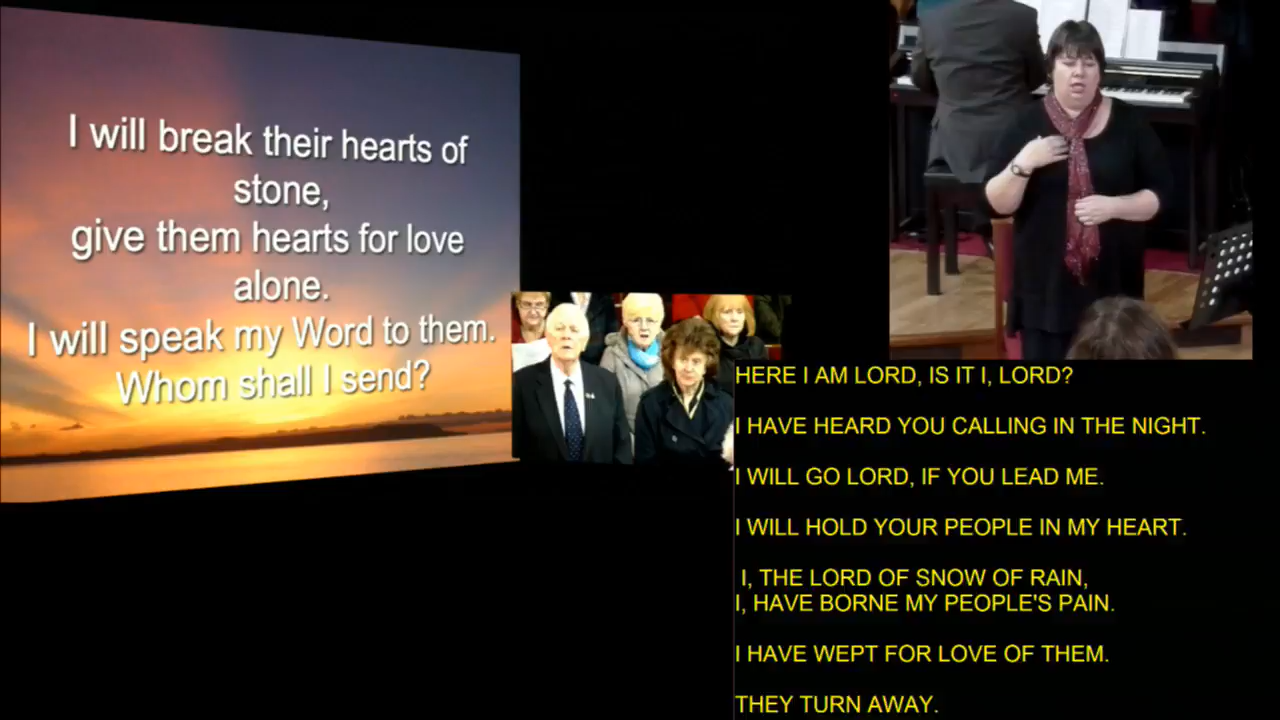 I will break their hearts of
stone,
give them hearts for love
alone.
I will speak my Word to them.
Whom shall I send?
HERE I AM LORD, IS IT I, LORD?
I HAVE HEARD YOU CALLING IN THE NIGHT.
I WILL GO LORD, IF YOU LEAD ME.
I WILL HOLD YOUR PEOPLE IN MY HEART.
I, THE LORD OF SNOW OF RAIN,
I, HAVE BORNE MY PEOPLE'S PAIN.
I HAVE WEPT FOR LOVE OF THEM.
THEY TURN AWAY.